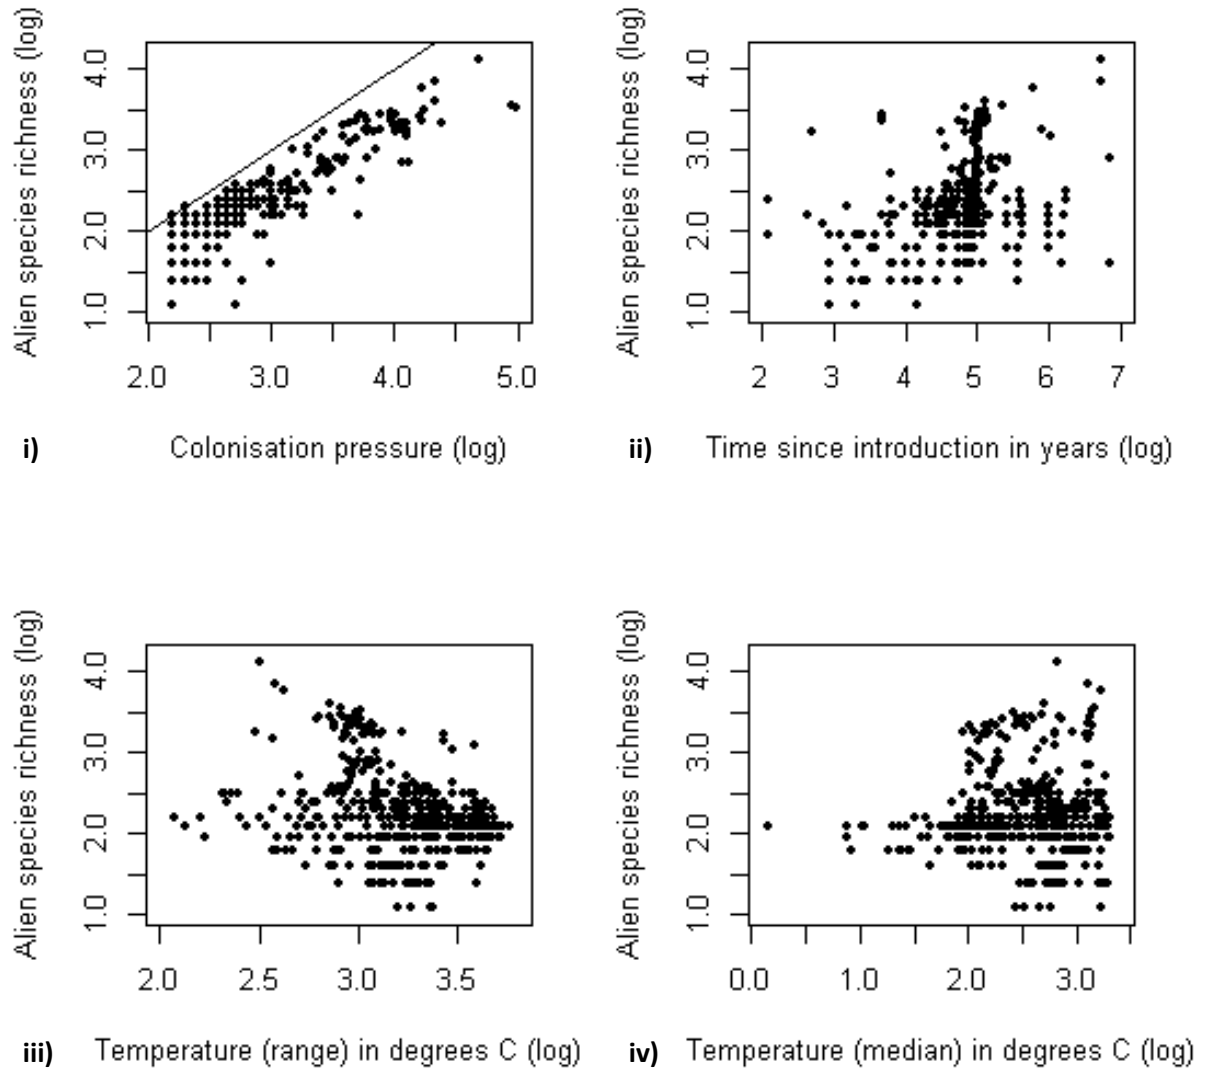 Alien species richness (log)
4.0
3.0
2.0
1.0
2.0 3.0 4.0 5.0
i) Colonisation pressure (log)
Alien species richness (log)
4.0
3.0
2.0
1.0
2 3 4 5 6 7
ii) Time since introduction in years (log)
Alien species richness (log)
4.0
3.0
2.0
1.0
2.0 2.5 3.0 3.5
iii) Temperature (range) in degrees C (log)
Alien species richness (log)
4.0
3.0
2.0
1.0
0.0 1.0 2.0 3.0
iv) Temperature (median) in degrees C (log)